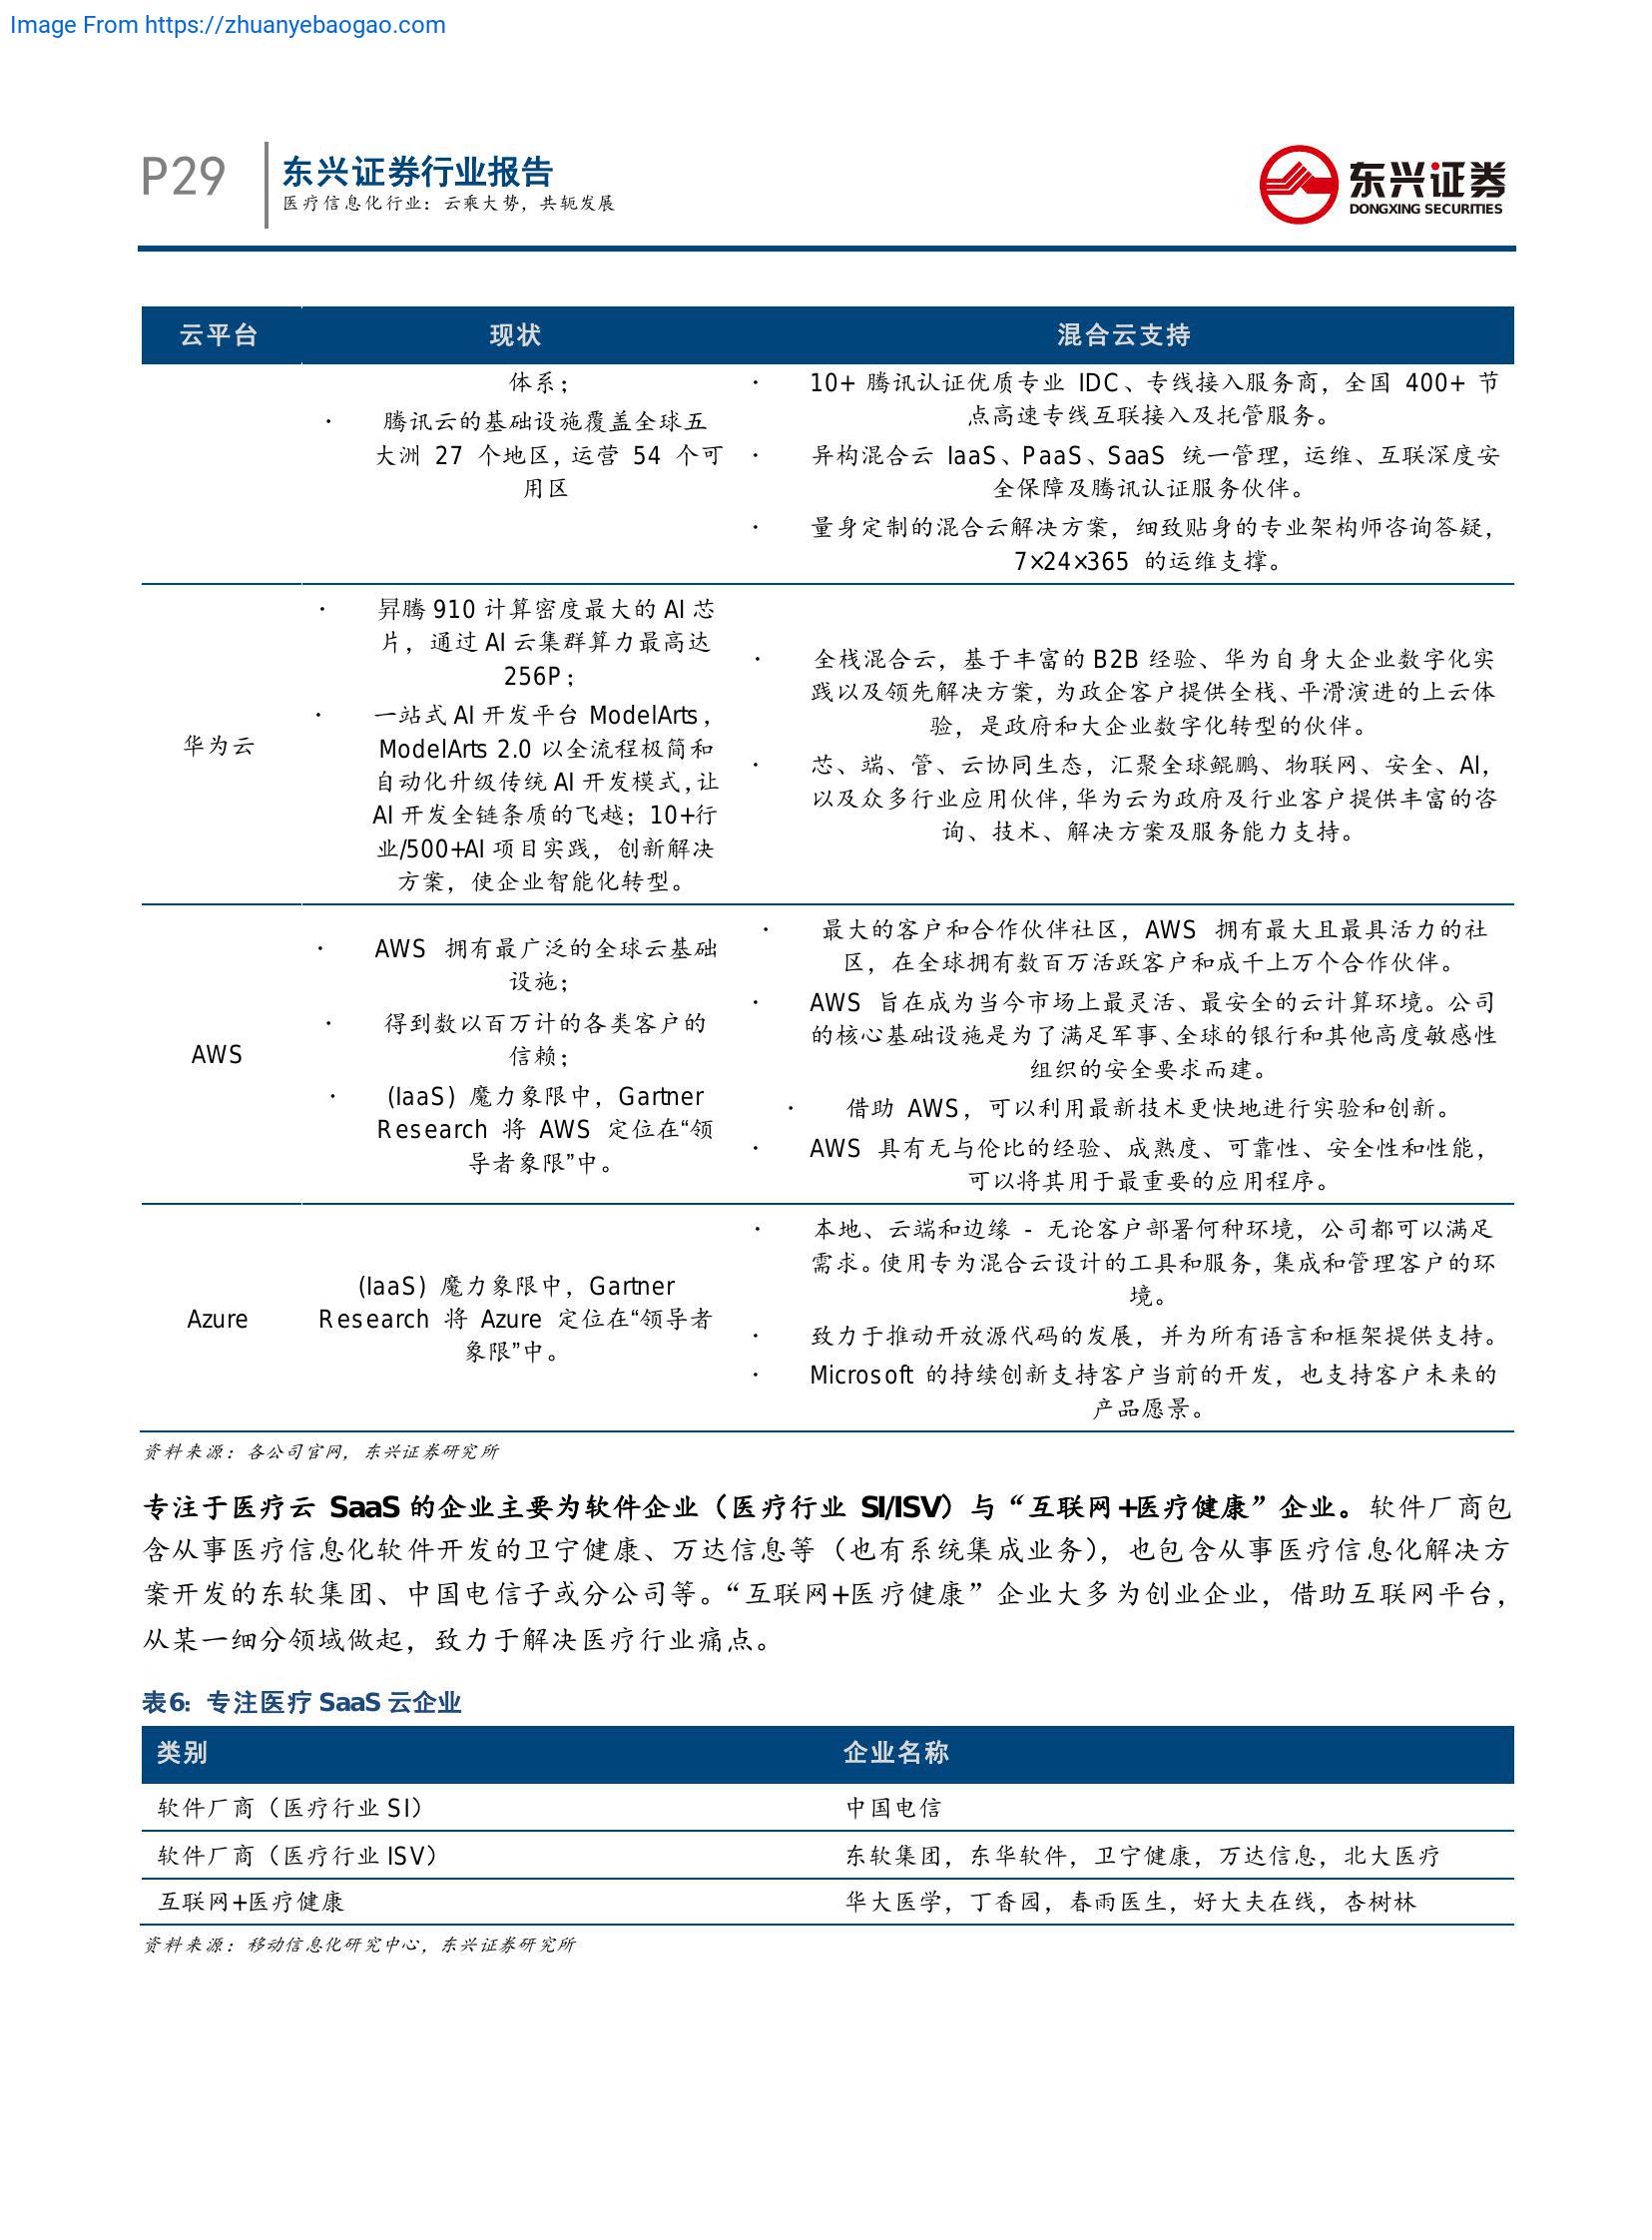 Image From https://zhuanyebaogao.com
P29
东兴证券行业报告
医疗信息化行业：云乘大势，共轭发展
东兴证券
DONGXING SECURITIES
云平台 现状 混合云支持
体系；
· 腾讯云的基础设施覆盖全球五
大洲 27 个地区，运营 54 个可
用区
· 10+ 腾讯认证优质专业 IDC、专线接入服务商，全国 400+ 节
点高速专线互联接入及托管服务。
· 异构混合云 IaaS、PaaS、SaaS 统一管理，运维、互联深度安
全保障及腾讯认证服务伙伴。
· 量身定制的混合云解决方案，细致贴身的专业架构师咨询答疑，
7×24×365 的运维支撑。
华为云
· 昇腾 910 计算密度最大的 AI 芯
片，通过 AI 云集群算力最高达
256P；
· 一站式 AI 开发平台 ModelArts，
ModelArts 2.0 以全流程极简和
自动化升级传统 AI 开发模式，让
AI 开发全链条质的飞越；10+行
业/500+AI 项目实践，创新解决
方案，使企业智能化转型。
· 全栈混合云，基于丰富的 B2B 经验、华为自身大企业数字化实
践以及领先解决方案，为政企客户提供全栈、平滑演进的上云体
验，是政府和大企业数字化转型的伙伴。
· 芯、端、管、云协同生态，汇聚全球鲲鹏、物联网、安全、AI，
以及众多行业应用伙伴，华为云为政府及行业客户提供丰富的咨
询、技术、解决方案及服务能力支持。
AWS
· AWS 拥有最广泛的全球云基础
设施；
· 得到数以百万计的各类客户的
信赖；
· (IaaS) 魔力象限中，Gartner
Research 将 AWS 定位在“领
导者象限”中。
· 最大的客户和合作伙伴社区，AWS 拥有最大且最具活力的社
区，在全球拥有数百万活跃客户和成千上万个合作伙伴。
· AWS 旨在成为当今市场上最灵活、最安全的云计算环境。公司
的核心基础设施是为了满足军事、全球的银行和其他高度敏感性
组织的安全要求而建。
· 借助 AWS，可以利用最新技术更快地进行实验和创新。
· AWS 具有无与伦比的经验、成熟度、可靠性、安全性和性能，
可以将其用于最重要的应用程序。
Azure
(IaaS) 魔力象限中，Gartner
Research 将 Azure 定位在“领导者
象限”中。
· 本地、云端和边缘 - 无论客户部署何种环境，公司都可以满足
需求。使用专为混合云设计的工具和服务，集成和管理客户的环
境。
· 致力于推动开放源代码的发展，并为所有语言和框架提供支持。
· Microsoft 的持续创新支持客户当前的开发，也支持客户未来的
产品愿景。
资料来源：各公司官网，东兴证券研究所
专注于医疗云 SaaS 的企业主要为软件企业（医疗行业 SI/ISV）与“互联网+医疗健康”企业。软件厂商包
含从事医疗信息化软件开发的卫宁健康、万达信息等（也有系统集成业务），也包含从事医疗信息化解决方
案开发的东软集团、中国电信子或分公司等。“互联网+医疗健康”企业大多为创业企业，借助互联网平台，
从某一细分领域做起，致力于解决医疗行业痛点。
表6：专注医疗 SaaS 云企业
类别 企业名称
软件厂商（医疗行业 SI） 中国电信
软件厂商（医疗行业 ISV） 东软集团，东华软件，卫宁健康，万达信息，北大医疗
互联网+医疗健康 华大医学，丁香园，春雨医生，好大夫在线，杏树林
资料来源：移动信息化研究中心，东兴证券研究所